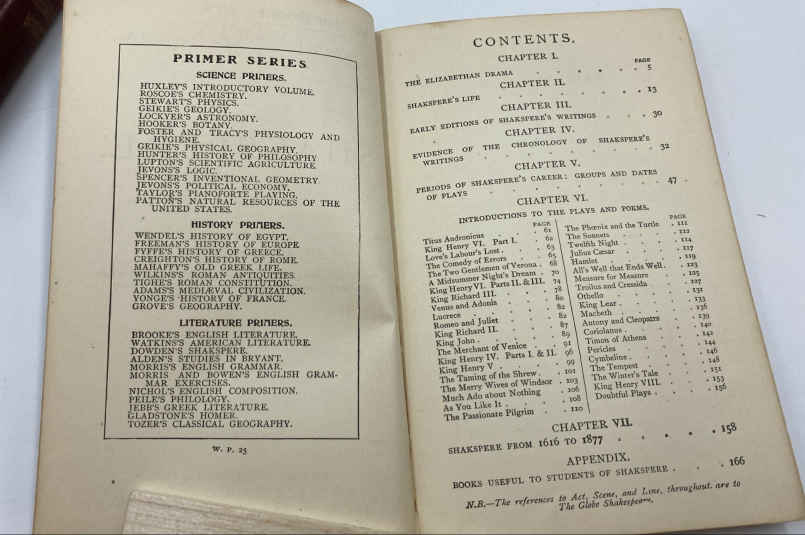 PRIMER SERIES
SCIENCE PRIMERS.
HUXLEY'S INTRODUCTORY VOLUME.
ROSCOE'S CHEMISTRY.
STEWART'S PHYSICS.
GEIKIE'S GEOLOGY.
LOCKYER'S ASTRONOMY.
HOOKER'S BOTANY.
FOSTER AND TRACY'S PHYSIOLOGY AND
HYGIENE.
GEIKIE'S PHYSICAL GEOGRAPHY.
HUNTER'S HISTORY OF PHILOSOPHY
LUPTON'S SCIENTIFIC AGRICULTURE.
JEVONS'S LOGIC.
SPENCER'S INVENTIONAL GEOMETRY.
JEVONS'S POLITICAL ECONOMY.
TAYLOR'S PIANOFORTE PLAYING.
PATTON'S NATURAL RESOURCES OF THE
UNITED STATES.
HISTORY PRIMERS.
WENDEL'S HISTORY OF EGYPT.
FREEMAN'S HISTORY OF EUROPE
FYFFE'S HISTORY OF GREECE.
CREIGHTON'S HISTORY OF ROME.
MAHAFFY'S OLD GREEK LIFE.
WILKINS'S ROMAN ANTIQUITIES.
TIGHE'S ROMAN CONSTITUTION.
ADAMS'S MEDIÆVAL CIVILIZATION.
YONGE'S HISTORY OF FRANCE.
GROVE'S GEOGRAPHY.
LITERATURE PRIMERS.
BROOKE'S ENGLISH LITERATURE.
WATKINS'S AMERICAN LITERATURE.
DOWDEN'S SHAKSPERE.
ALDEN'S STUDIES IN BRYANT.
MORRIS'S ENGLISH GRAMMAR.
MORRIS AND BOWEN'S ENGLISH GRAM-
MAR EXERCISES.
NICHOL'S ENGLISH COMPOSITION.
PEILE'S PHILOLOGY.
JEBB'S GREEK LITERATURE.
GLADSTONE'S HOMER.
TOZER'S CLASSICAL GEOGRAPHY.
W. P. 25
CONTENTS.
CHAPTER I.
PAGE
THE ELIZABETHAN DRAMA . . . . . 5
CHAPTER II.
SHAKSPERE'S LIFE . . . . . . 13
CHAPTER III.
EARLY EDITIONS OF SHAKSPERE'S WRITINGS . . . 30
CHAPTER IV.
EVIDENCE OF THE CHRONOLOGY OF SHAKSPERE'S
WRITINGS . . . . . . 32
CHAPTER V.
PERIODS OF SHAKSPERE'S CAREER: GROUPS AND DATES
OF PLAYS . . . . . . 47
CHAPTER VI.
INTRODUCTIONS TO THE PLAYS AND POEMS.
PAGE
Titus Andronicus . . . 61
King Henry VI. Part I. . . 62
Love's Labour's Lost . . . 63
The Comedy of Errors . . 65
The Two Gentlemen of Verona . 68
A Midsummer Night's Dream . 70
King Henry VI. Parts II. & III. . 74
King Richard III. . . . 78
Venus and Adonis . . . 80
Lucrece . . . . 82
Romeo and Juliet . . . 82
King Richard II. . . . 87
King John . . . . 89
The Merchant of Venice . . 91
King Henry IV. Parts I. & II. . 96
King Henry V . . . . 99
The Taming of the Shrew . . 101
The Merry Wives of Windsor . 103
Much Ado about Nothing . 106
As You Like It . . . . 108
The Passionate Pilgrim . . 110
PAGE
The Phœnix and the Turtle . 111
The Sonnets . . . . 112
Twelfth Night . . . . 114
Julius Cæsar . . . . 117
Hamlet . . . . 119
All's Well that Ends Well . . 123
Measure for Measure . . 125
Troilus and Cressida . . 127
Othello . . . . 131
King Lear . . . . 133
Macbeth . . . . 136
Antony and Cleopatra . . 139
Coriolanus . . . . 140
Timon of Athens . . . 142
Pericles . . . . 144
Cymbeline . . . . 146
The Tempest . . . . 148
The Winter's Tale . . . 151
King Henry VIII. . . . 153
Doubtful Plays . . . . 156
CHAPTER VII.
SHAKSPERE FROM 1616 TO 1877 . . . . 158
APPENDIX.
BOOKS USEFUL TO STUDENTS OF SHAKSPERE . . . 166
N.B.—The references to Act, Scene, and Line, throughout are to
The Globe Shakespeare.